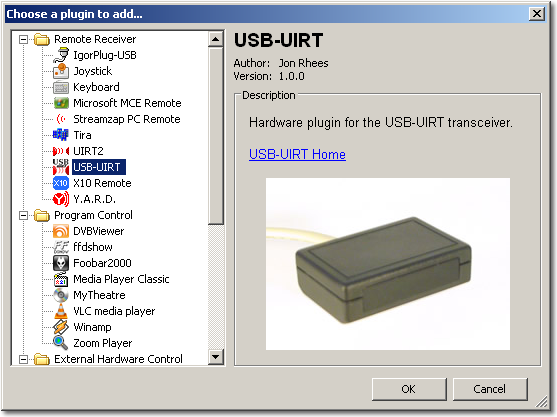 Choose a plugin to add...
Remote Receiver
IgorPlug-USB
Joystick
Keyboard
Microsoft MCE Remote
Streamzap PC Remote
Tira
UIRT2
USB USB-UIRT
X10 X10 Remote
Y.A.R.D.
Program Control
DVBViewer
ffdshow
Foobar2000
Media Player Classic
MyTheatre
VLC media player
Winamp
Zoom Player
External Hardware Control
USB-UIRT
Author: Jon Rhees
Version: 1.0.0
Description
Hardware plugin for the USB-UIRT transceiver.
USB-UIRT Home
OK
Cancel